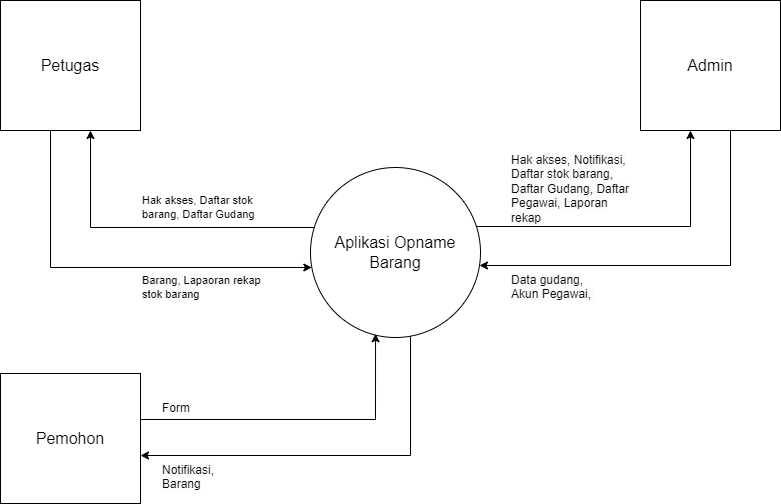 Petugas
Admin
Hak akses, Notifikasi,
Daftar stok barang,
Daftar Gudang, Daftar
Pegawai, Laporan
rekap
Hak akses, Daftar stok
barang, Daftar Gudang
Aplikasi Opname
Barang
Barang, Lapaoran rekap
stok barang
Data gudang,
Akun Pegawai,
Form
Pemohon
Notifikasi,
Barang